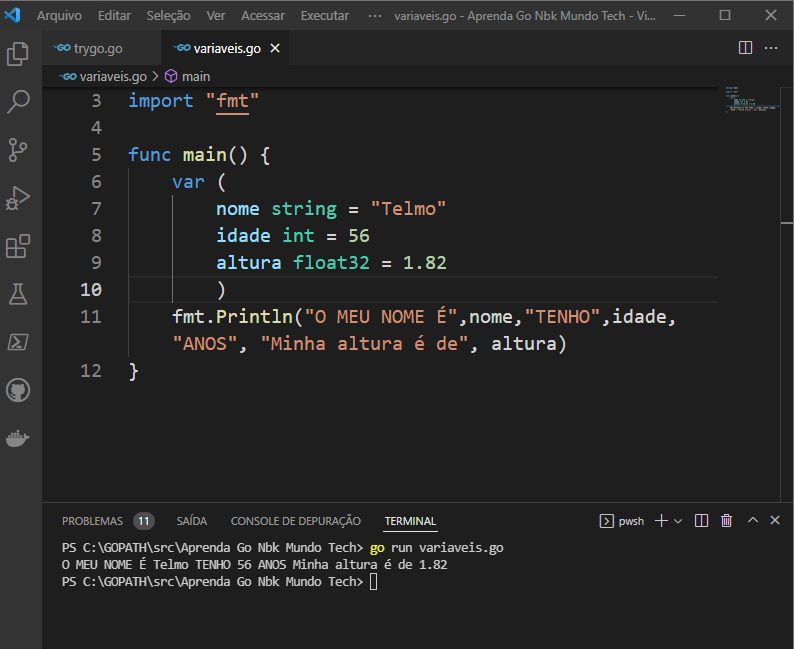 Arquivo Editar Seleção Ver Acessar Executar ··· variaveis.go - Aprenda Go Nbk Mundo Tech - Vi...
trygo.go variaveis.go
variaveis.go > main
3 import "fmt"
4
5 func main() {
6 var (
7 nome string = "Telmo"
8 idade int = 56
9 altura float32 = 1.82
10 )
11 fmt.Println("O MEU NOME É",nome,"TENHO",idade,
"ANOS", "Minha altura é de", altura)
12 }
PROBLEMAS 11 SAÍDA CONSOLE DE DEPURAÇÃO TERMINAL pwsh
PS C:\GOPATH\src\Aprenda Go Nbk Mundo Tech> go run variaveis.go
O MEU NOME É Telmo TENHO 56 ANOS Minha altura é de 1.82
PS C:\GOPATH\src\Aprenda Go Nbk Mundo Tech>